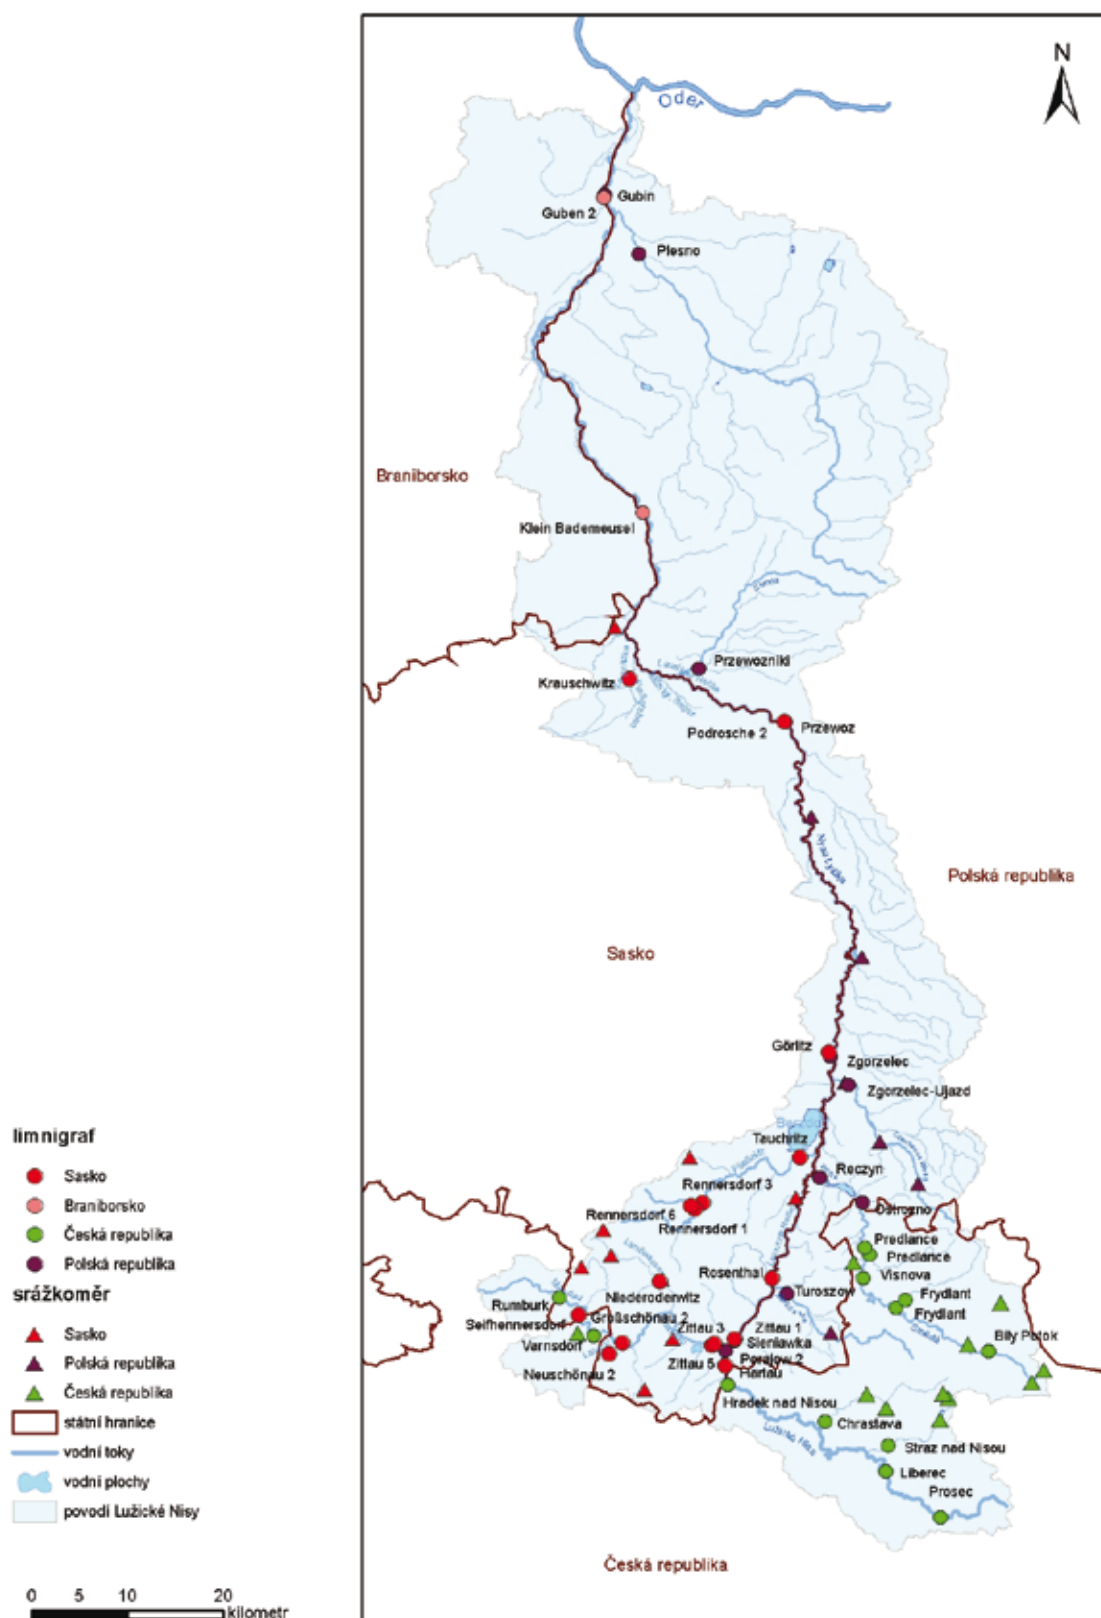 N
Oder
Gubin
Guben 2
Plesno
Braniborsko
Klein Bademeusel
Przewozniki
Krauschwitz
Podrosche 2
Przewoz
Nysa Łużycka
Polská republika
Sasko
Görlitz
Zgorzelec
Zgorzelec-Ujazd
Tauchritz
Reczyn
Rennersdorf 3
Ostrozno
Rennersdorf 6
Rennersdorf 1
Predlance
Predlance
Rosenthal
Visnova
Turoszow
Niederoderwitz
Frydlant
Frydlant
Rumburk
Großschönau 2
Seifhennersdorf
Zittau 3
Zittau 1
Bily Potok
Varnsdorf
Sieniawka
Zittau 5
Porajow 2
Neuschönau 2
Hartau
Hradek nad Nisou
Chrastava
Lužická Nisa
Straz nad Nisou
Liberec
Prosec
Česká republika
limnigraf
Sasko
Braniborsko
Česká republika
Polská republika
srážkoměr
Sasko
Polská republika
Česká republika
státní hranice
vodní toky
vodní plochy
povodí Lužické Nisy
0 5 10 20
kilometr